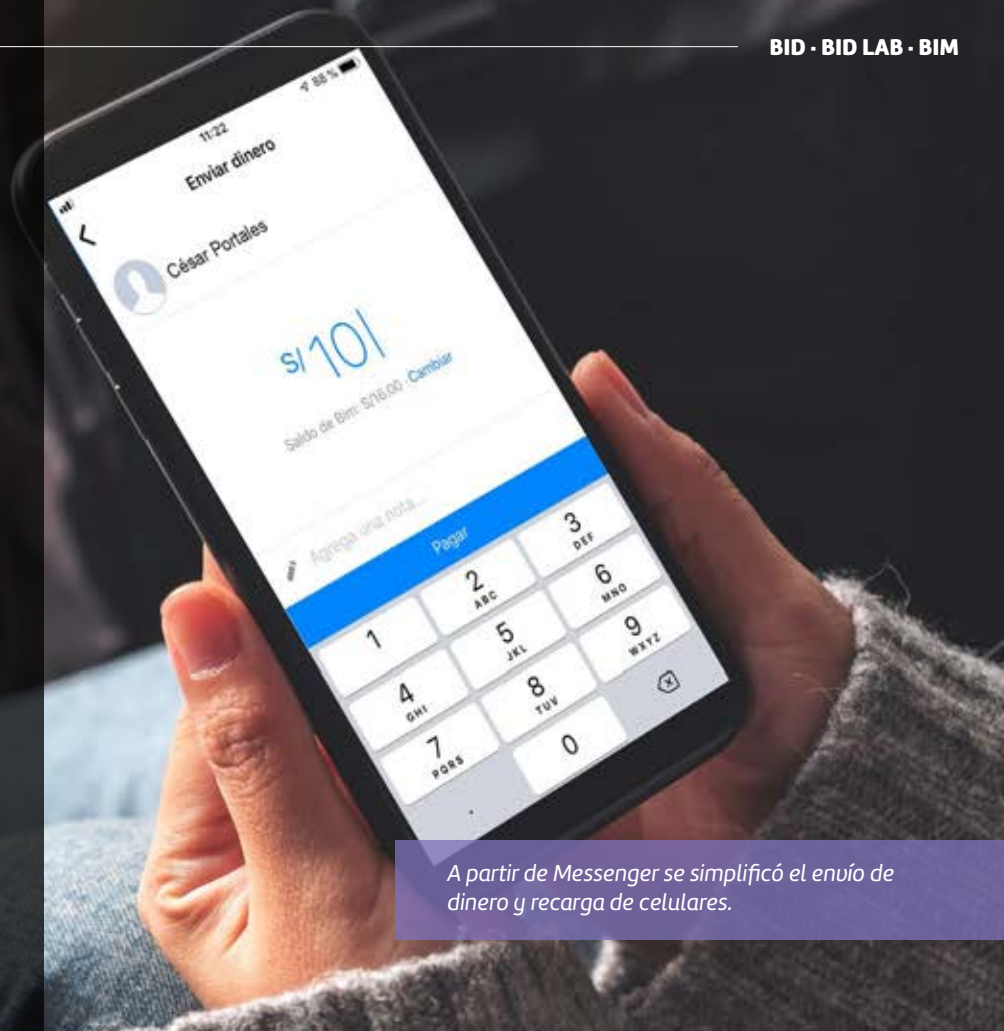 BID · BID LAB · BIM
88 %
11:22
Enviar dinero
César Portales
S/10
Saldo de Bim: S/16.00 · Cambiar
Agrega una nota...
Pagar
1
2
ABC
3
DEF
4
GHI
5
JKL
6
MNO
7
PQRS
8
TUV
9
WXYZ
.
0
A partir de Messenger se simplificó el envío de
dinero y recarga de celulares.